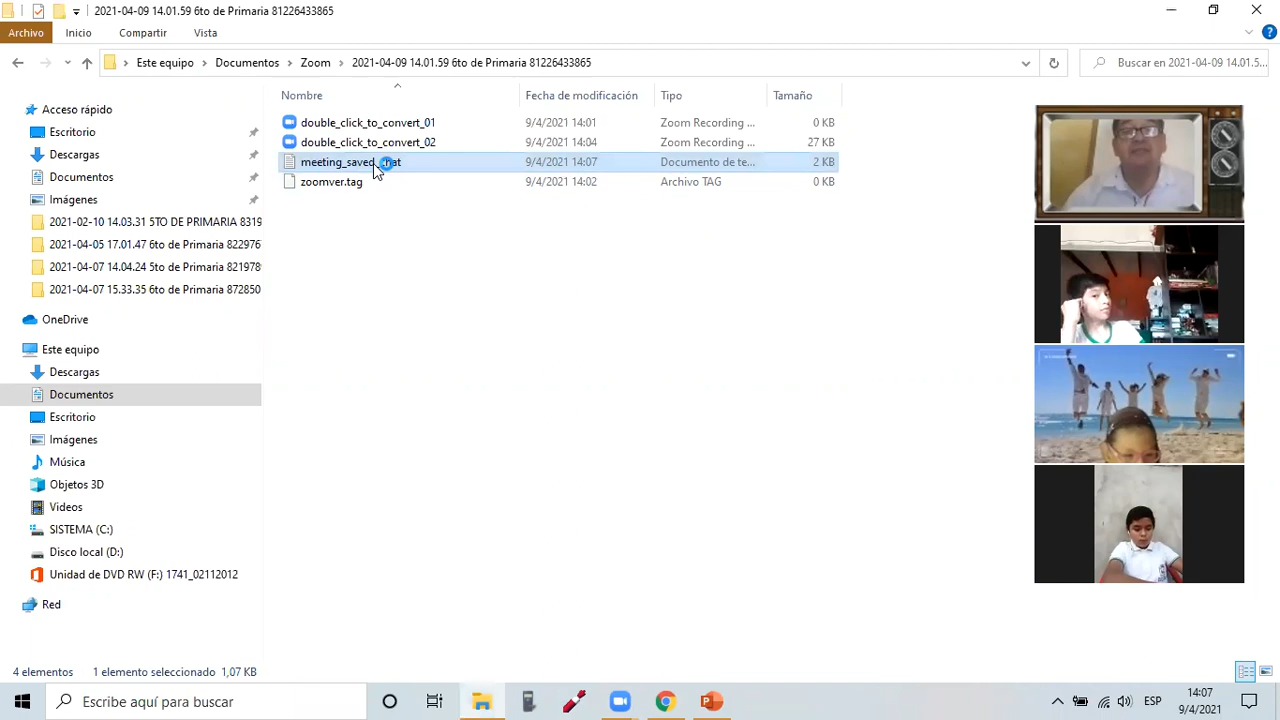 2021-04-09 14.01.59 6to de Primaria 81226433865
Archivo Inicio Compartir Vista
Este equipo Documentos Zoom 2021-04-09 14.01.59 6to de Primaria 81226433865 Buscar en 2021-04-09 14.01.5...
Nombre Fecha de modificación Tipo Tamaño
Acceso rápido
Escritorio
Descargas
Documentos
Imágenes
2021-02-10 14.03.31 5TO DE PRIMARIA 8319
2021-04-05 17.01.47 6to de Primaria 822976
2021-04-07 14.04.24 5to de Primaria 821978
2021-04-07 15.33.35 6to de Primaria 872850
OneDrive
Este equipo
Descargas
Documentos
Escritorio
Imágenes
Música
Objetos 3D
Videos
SISTEMA (C:)
Disco local (D:)
Unidad de DVD RW (F:) 1741_02112012
Red
double_click_to_convert_01 9/4/2021 14:01 Zoom Recording ... 0 KB
double_click_to_convert_02 9/4/2021 14:04 Zoom Recording ... 27 KB
9/4/2021 14:07 Documento de te... 2 KB
zoomver.tag 9/4/2021 14:02 Archivo TAG 0 KB
4 elementos 1 elemento seleccionado 1,07 KB
Escribe aquí para buscar
ESP
14:07
9/4/2021